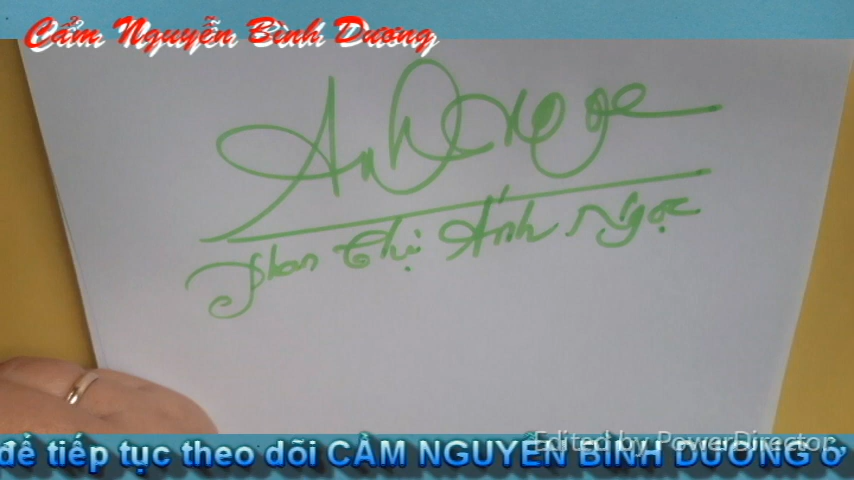 Cẩm Nguyễn Bình Dương
Anh ngọc
Phan Thị Ánh Ngọc
Edited by PowerDirector
để tiếp tục theo dõi CẨM NGUYỄN BÌNH DƯƠNG ở